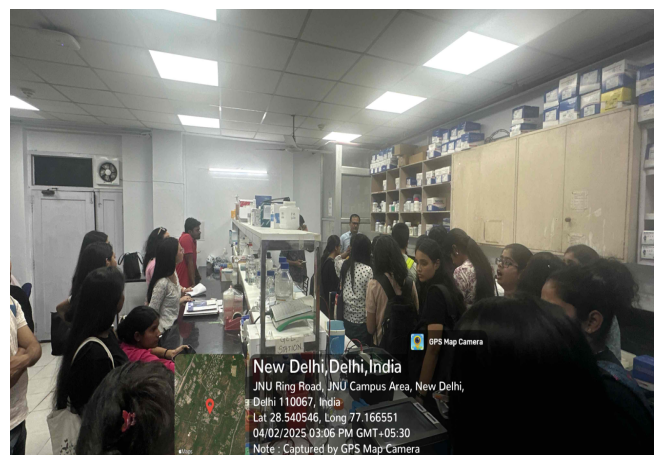 GPS Map Camera
New Delhi,Delhi,India
JNU Ring Road, JNU Campus Area, New Delhi,
Delhi 110067, India
Lat 28.540546, Long 77.166551
04/02/2025 03:06 PM GMT+05:30
Note : Captured by GPS Map Camera
STATION